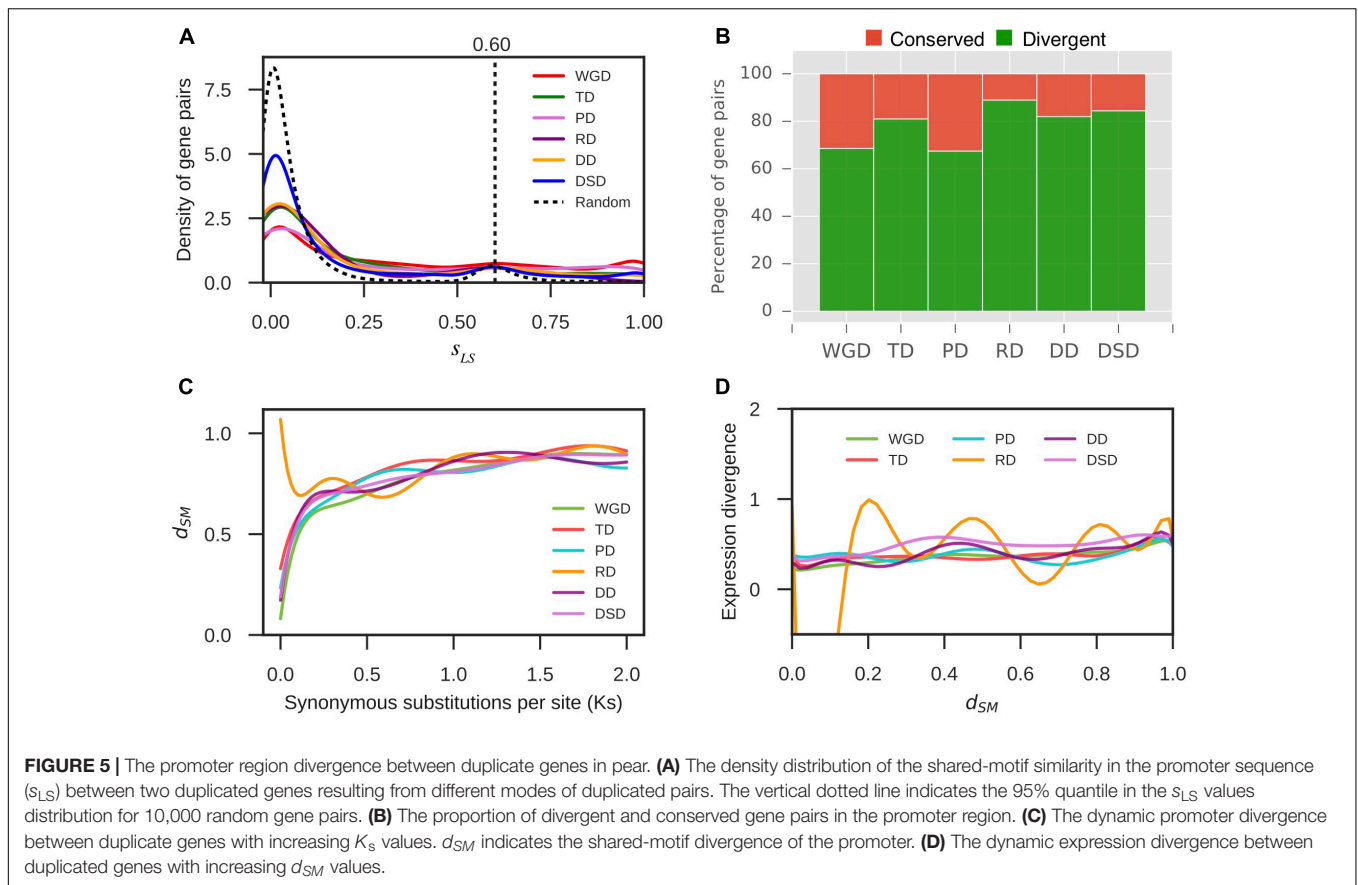 A
0.60
7.5
5.0
2.5
0.0
Density of gene pairs
WGD
TD
PD
RD
DD
DSD
Random
0.00 0.25 0.50 0.75 1.00
sLS
B
Conserved Divergent
100
80
60
40
20
0
Percentage of gene pairs
WGD TD PD RD DD DSD
C
1.0
0.5
0.0
dSM
WGD
TD
PD
RD
DD
DSD
0.0 0.5 1.0 1.5 2.0
Synonymous substitutions per site (Ks)
D
2
1
0
Expression divergence
WGD PD DD
TD RD DSD
0.0 0.2 0.4 0.6 0.8 1.0
dSM
FIGURE 5 | The promoter region divergence between duplicate genes in pear. (A) The density distribution of the shared-motif similarity in the promoter sequence
(sLS) between two duplicated genes resulting from different modes of duplicated pairs. The vertical dotted line indicates the 95% quantile in the sLS values
distribution for 10,000 random gene pairs. (B) The proportion of divergent and conserved gene pairs in the promoter region. (C) The dynamic promoter divergence
between duplicate genes with increasing Ks values. dSM indicates the shared-motif divergence of the promoter. (D) The dynamic expression divergence between
duplicated genes with increasing dSM values.